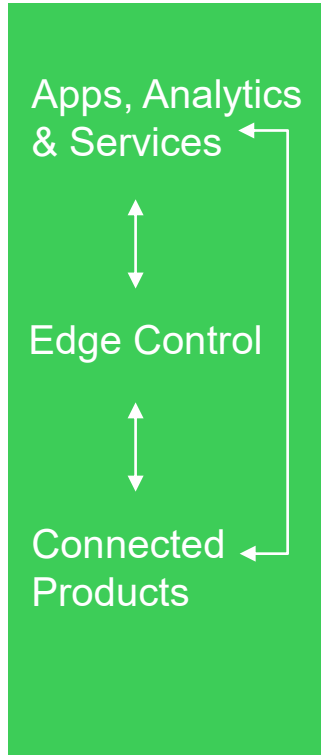 Apps, Analytics
& Services
Edge Control
Connected
Products